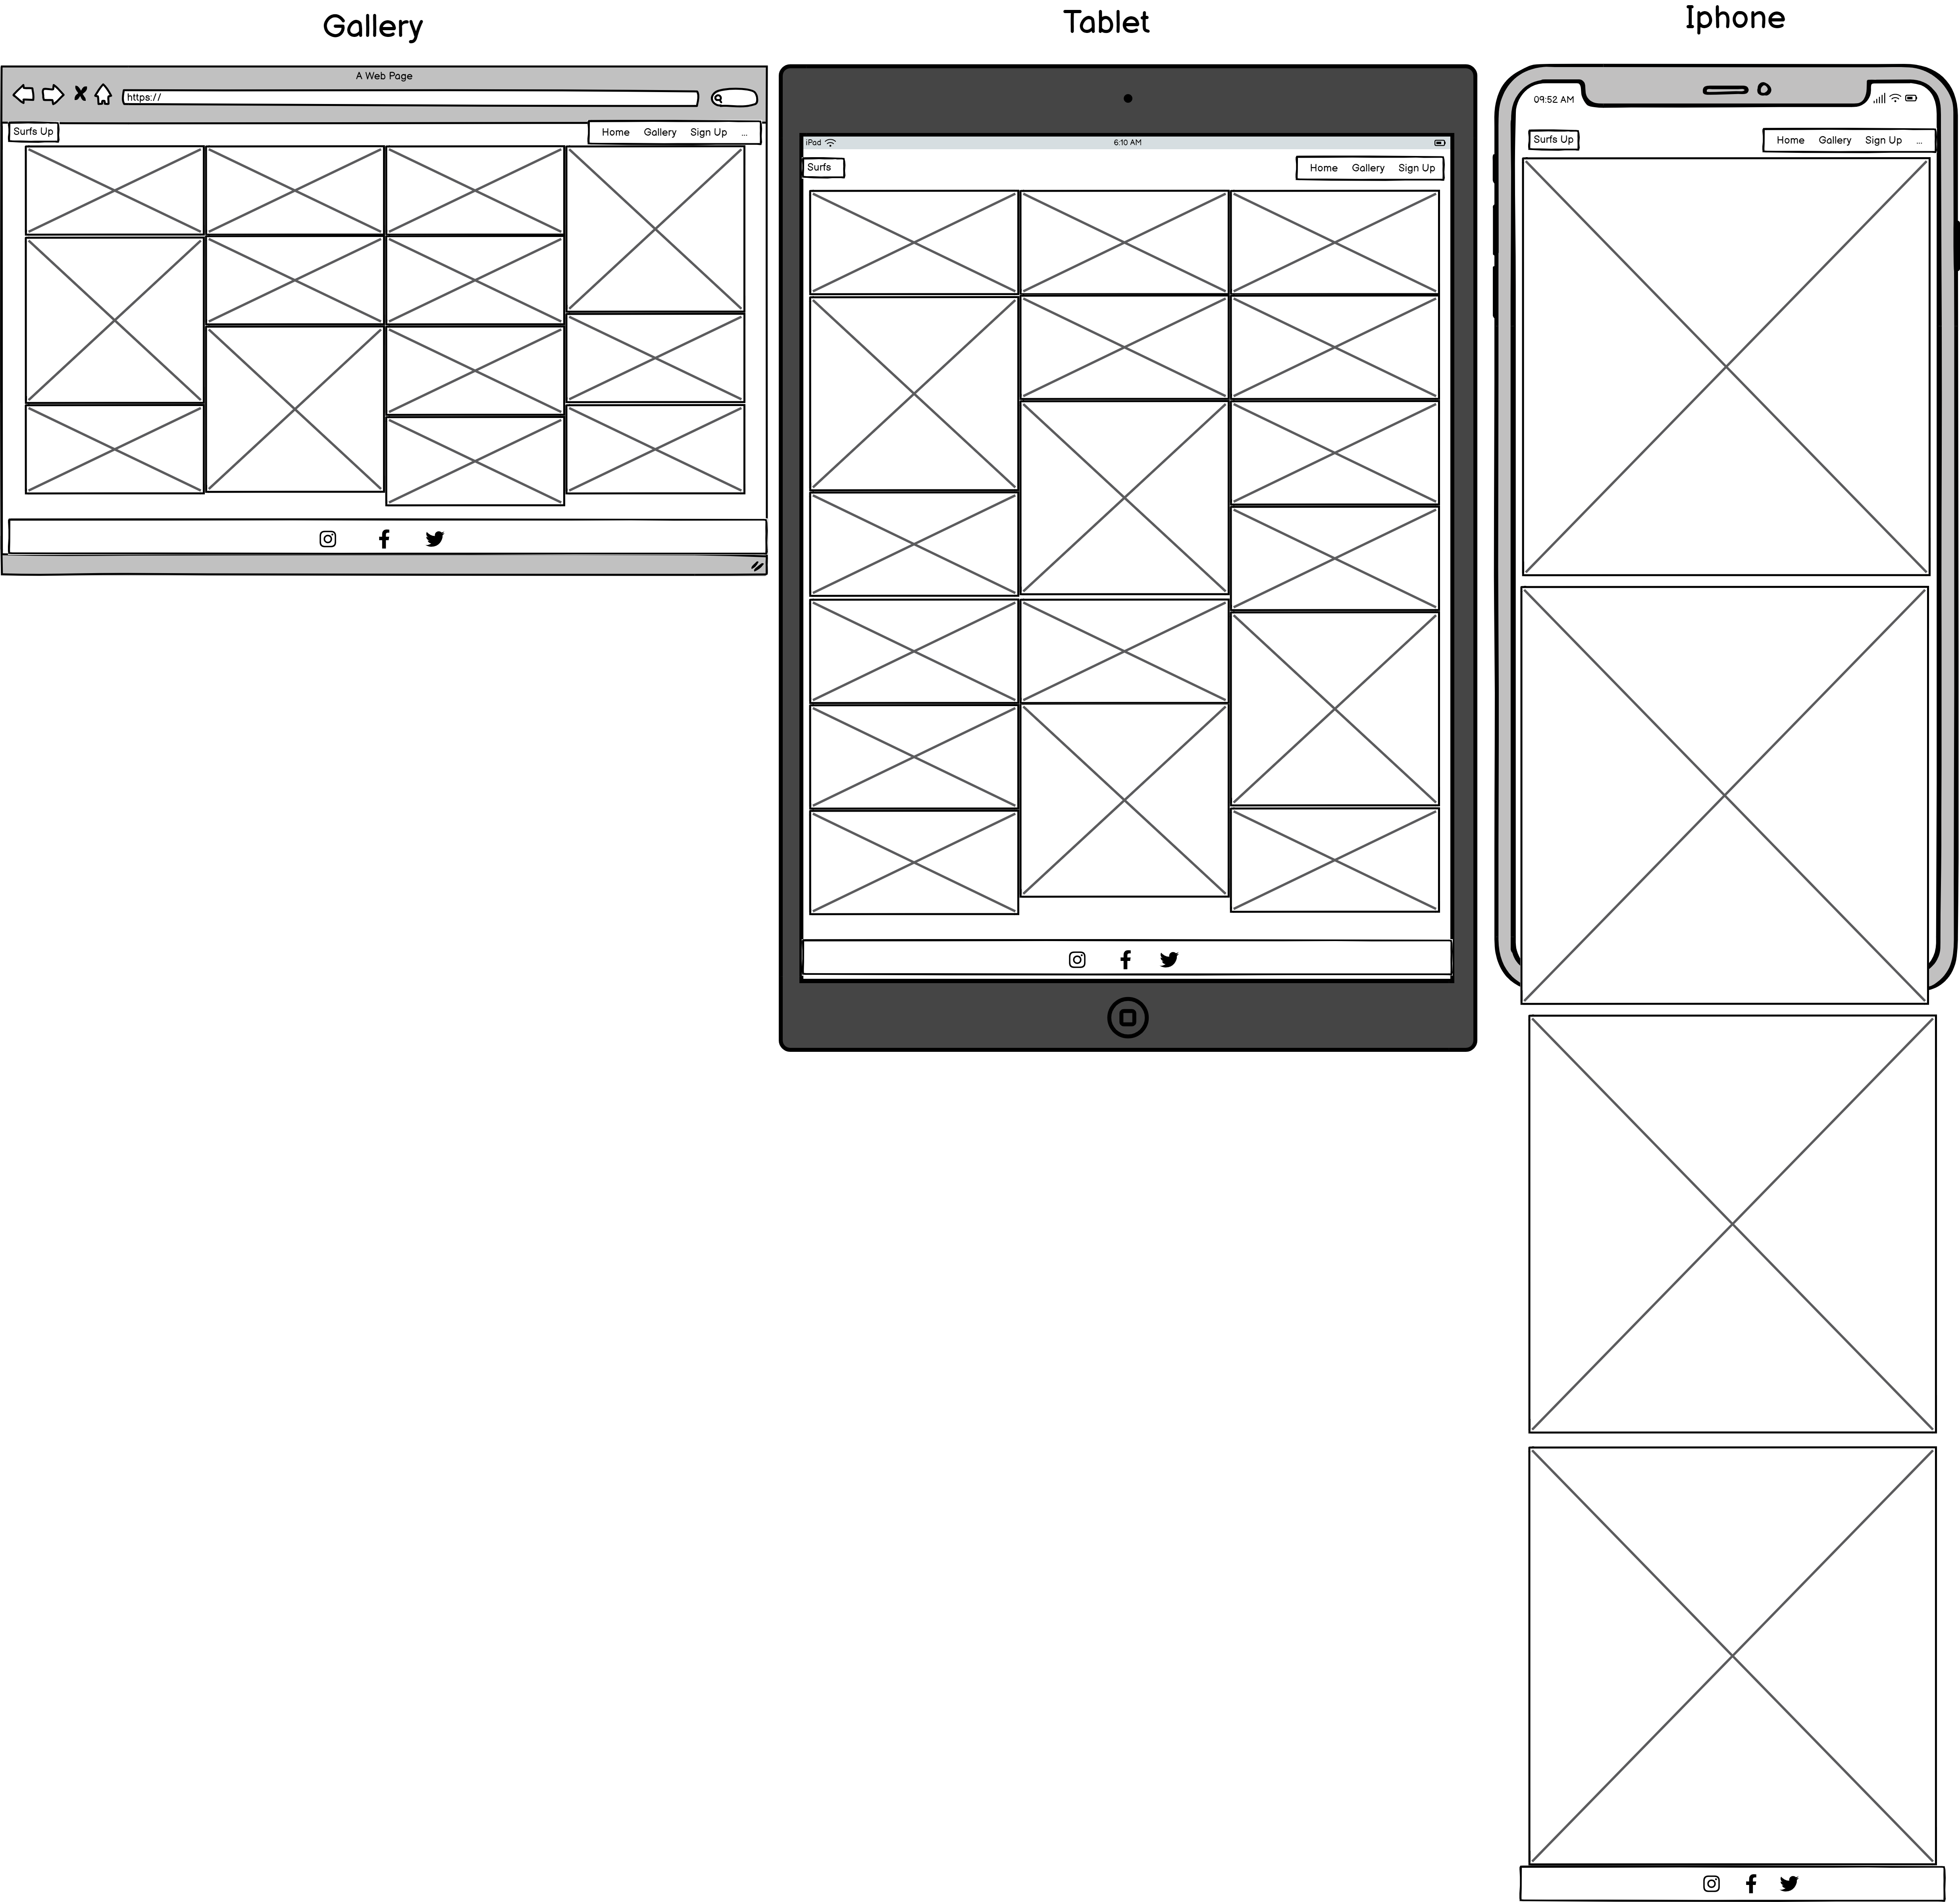 Gallery
A Web Page
https://
Surfs Up
Home Gallery Sign Up ...
Tablet
iPad 6:10 AM
Surfs
Home Gallery Sign Up
Iphone
09:52 AM
Surfs Up
Home Gallery Sign Up ...